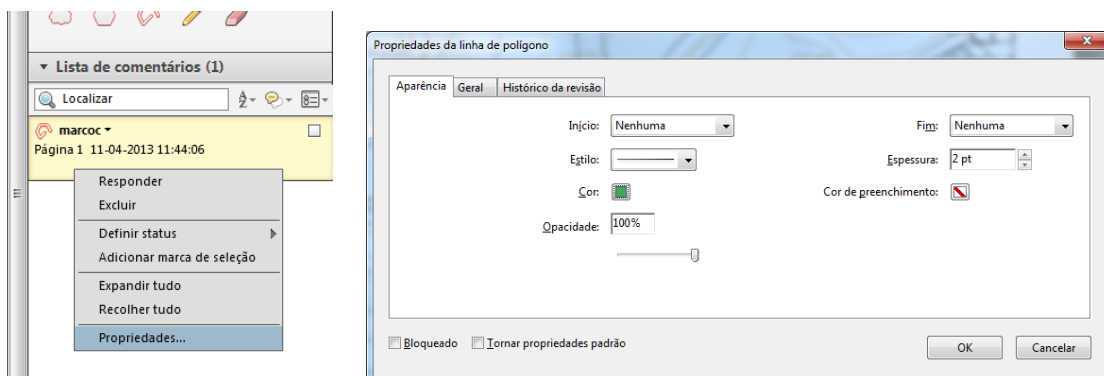 Lista de comentários (1)
Localizar
marcoc
Página 1 11-04-2013 11:44:06
Responder
Excluir
Definir status
Adicionar marca de seleção
Expandir tudo
Recolher tudo
Propriedades...
Propriedades da linha de polígono
Aparência Geral Histórico da revisão
Início: Nenhuma Fim: Nenhuma
Estilo: Espessura: 2 pt
Cor: Cor de preenchimento:
Opacidade: 100%
Bloqueado Tornar propriedades padrão OK Cancelar